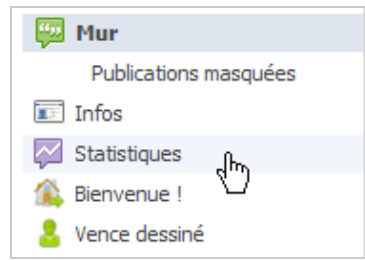 Mur
Publications masquées
Infos
Statistiques
Bienvenue !
Vence dessiné